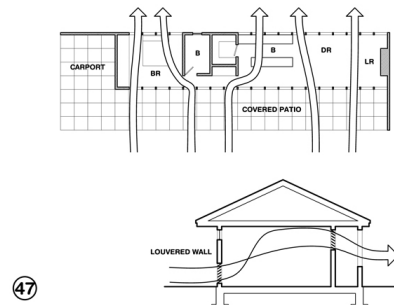 B
B
DR
LR
CARPORT
BR
COVERED PATIO
LOUVERED WALL
47